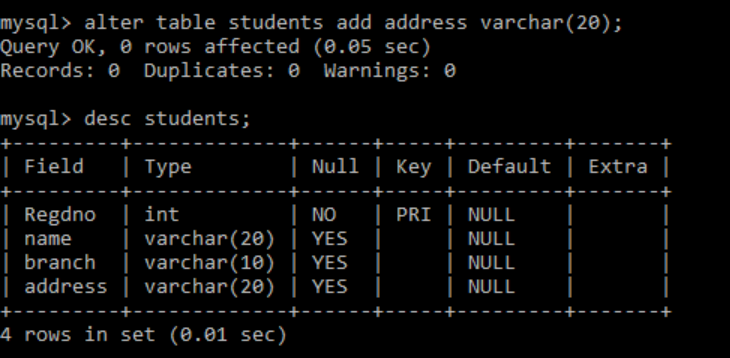 mysql> alter table students add address varchar(20);
Query OK, 0 rows affected (0.05 sec)
Records: 0  Duplicates: 0  Warnings: 0

mysql> desc students;
+---------+-------------+------+-----+---------+-------+
| Field   | Type        | Null | Key | Default | Extra |
+---------+-------------+------+-----+---------+-------+
| Regdno  | int         | NO   | PRI | NULL    |       |
| name    | varchar(20) | YES  |     | NULL    |       |
| branch  | varchar(10) | YES  |     | NULL    |       |
| address | varchar(20) | YES  |     | NULL    |       |
+---------+-------------+------+-----+---------+-------+
4 rows in set (0.01 sec)